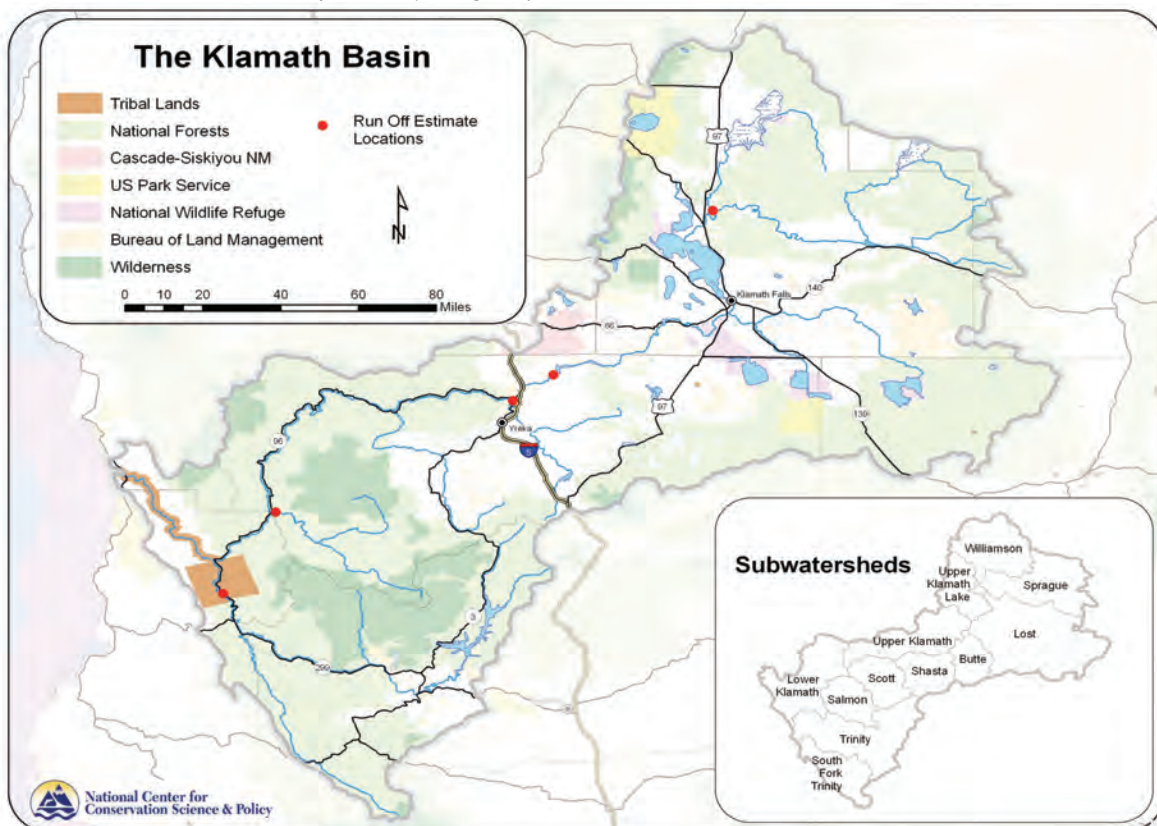 The Klamath Basin
Tribal Lands
National Forests
Cascade-Siskiyou NM
US Park Service
National Wildlife Refuge
Bureau of Land Management
Wilderness
Run Off Estimate
Locations
N
0 10 20 40 60 80
Miles
97
Klamath Falls
140
66
97
139
Yreka
5
96
3
299
Subwatersheds
Williamson
Upper
Klamath
Lake
Sprague
Upper Klamath
Lost
Butte
Shasta
Scott
Lower
Klamath
Salmon
Trinity
South
Fork
Trinity
National Center for
Conservation Science & Policy